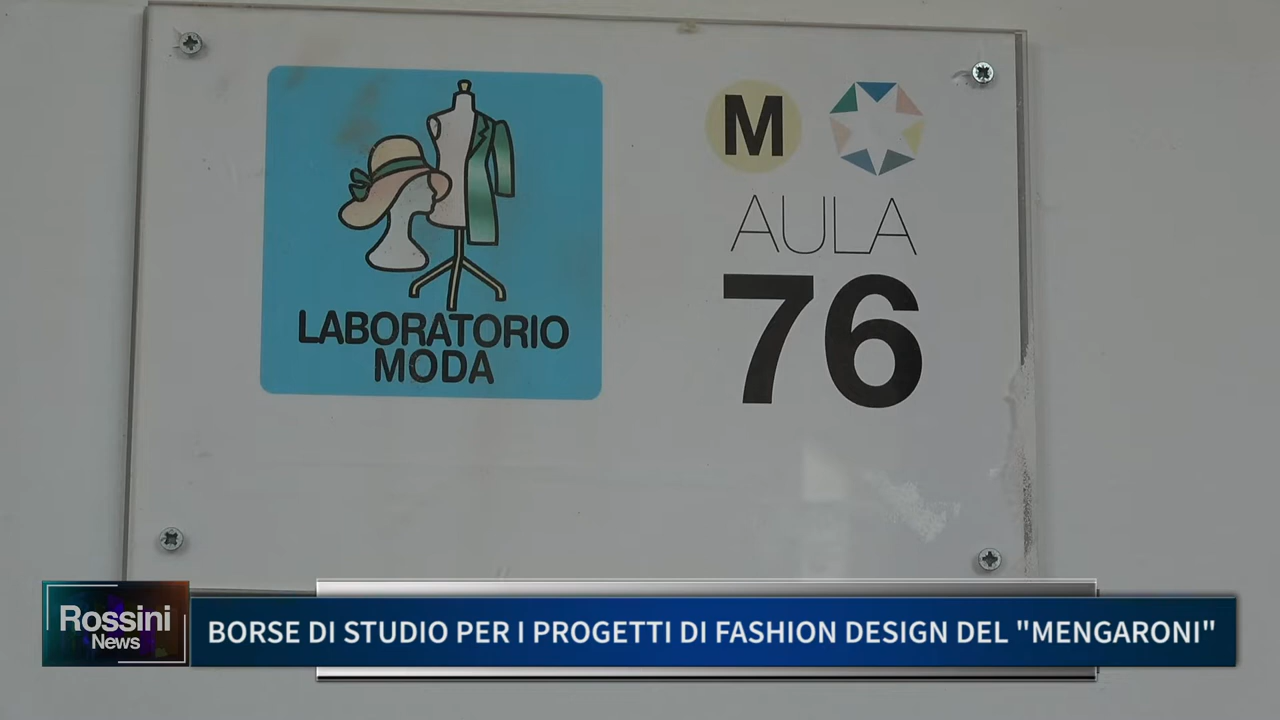 LABORATORIO
MODA
M
AULA
76
Rossini
News
BORSE DI STUDIO PER I PROGETTI DI FASHION DESIGN DEL "MENGARONI"